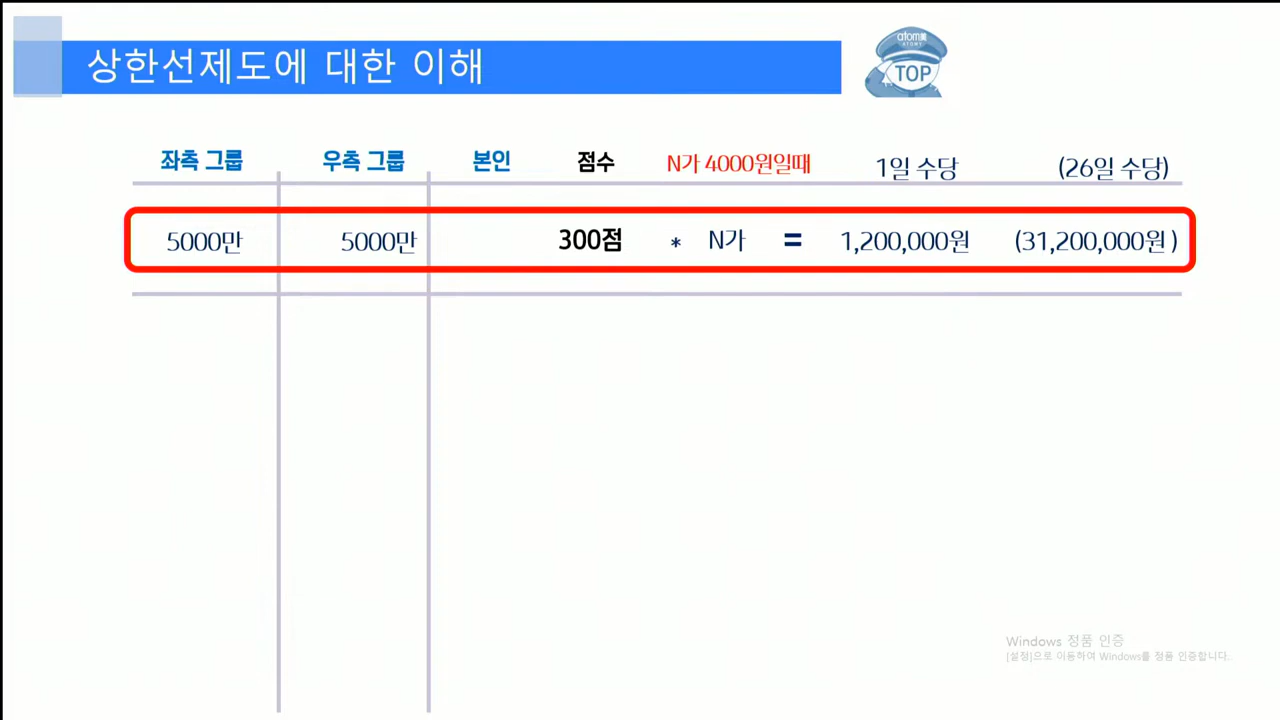 상한선제도에 대한 이해
atom美
ATOMY
TOP
좌측 그룹 우측 그룹 본인 점수 N가 4000원일때 1일 수당 (26일 수당)
5000만 5000만 300점 * N가 = 1,200,000원 (31,200,000원 )
Windows 정품 인증
[설정]으로 이동하여 Windows를 정품 인증합니다.